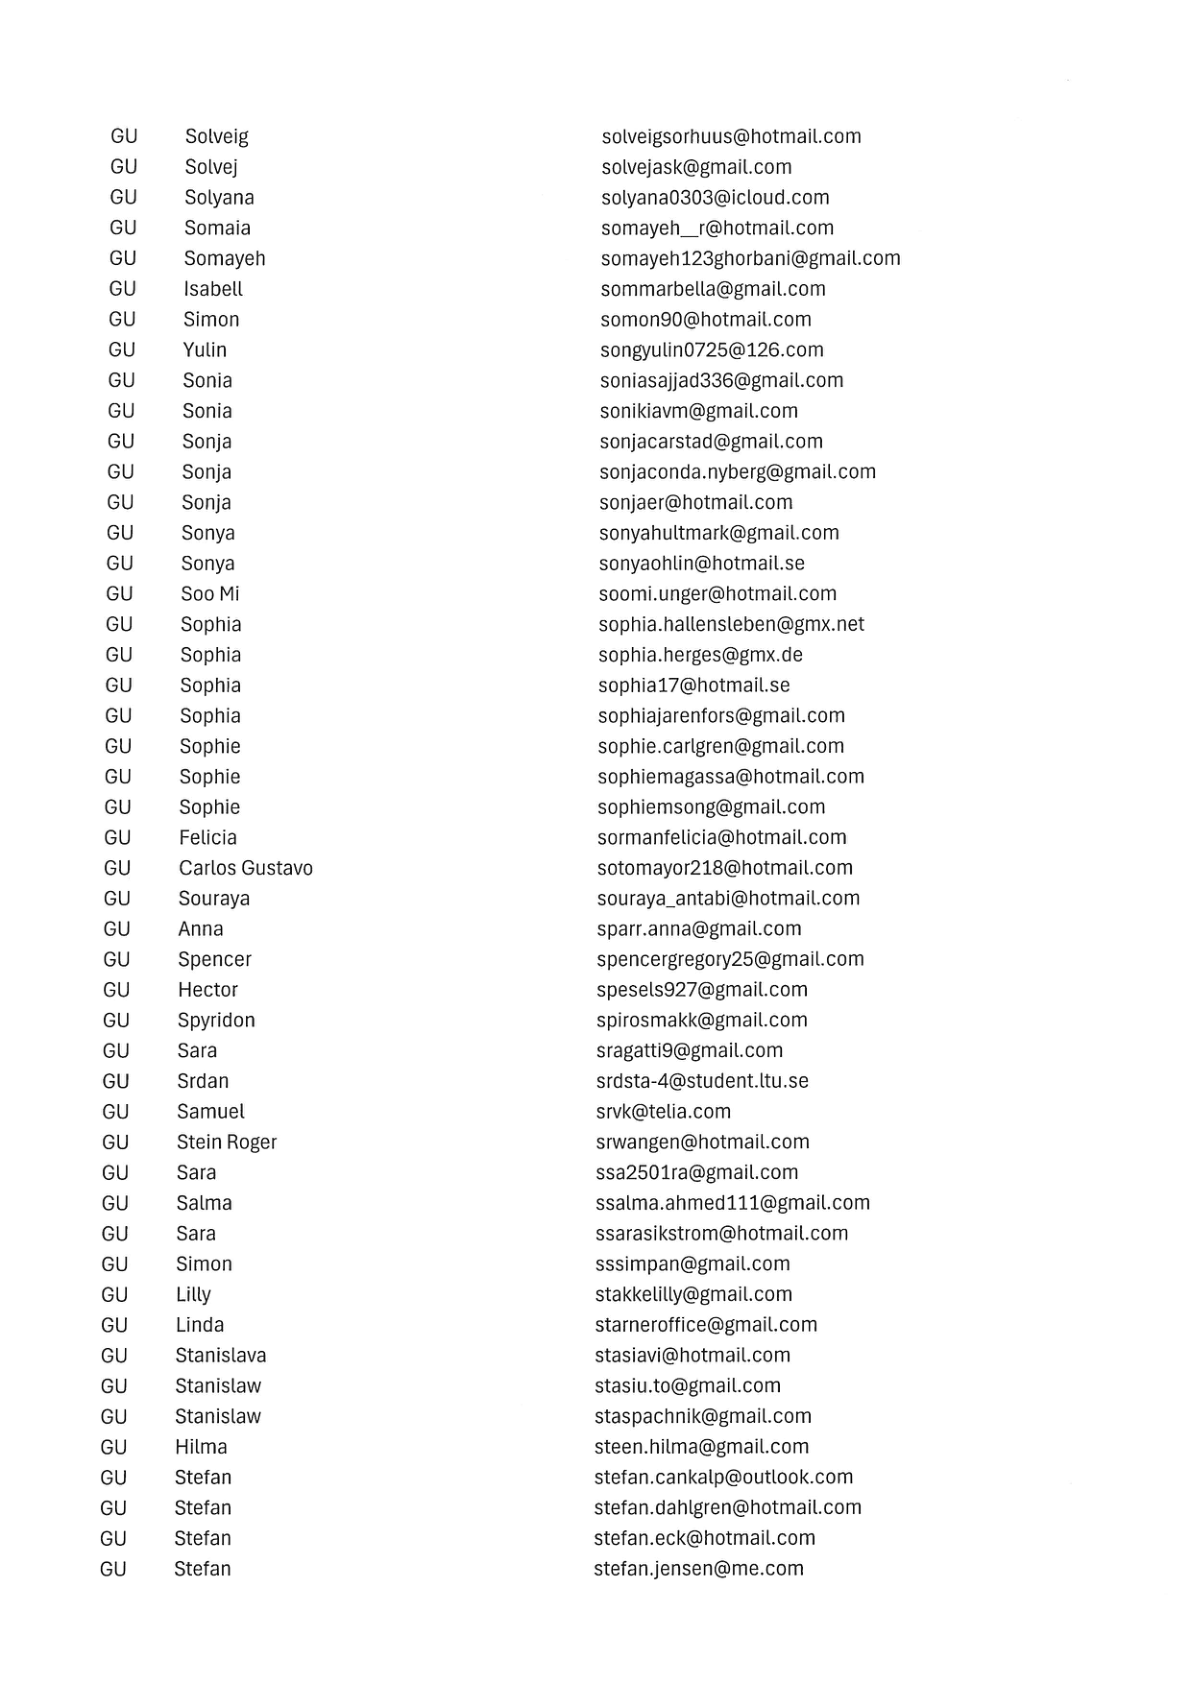 GU Solveig solveigsorhuus@hotmail.com
GU Solvej solvejask@gmail.com
GU Solyana solyana0303@icloud.com
GU Somaia somayeh__r@hotmail.com
GU Somayeh somayeh123ghorbani@gmail.com
GU Isabell sommarbella@gmail.com
GU Simon somon90@hotmail.com
GU Yulin songyulin0725@126.com
GU Sonia soniasajjad336@gmail.com
GU Sonia sonikiavm@gmail.com
GU Sonja sonjacarstad@gmail.com
GU Sonja sonjaconda.nyberg@gmail.com
GU Sonja sonjaer@hotmail.com
GU Sonya sonyahultmark@gmail.com
GU Sonya sonyaohlin@hotmail.se
GU Soo Mi soomi.unger@hotmail.com
GU Sophia sophia.hallensleben@gmx.net
GU Sophia sophia.herges@gmx.de
GU Sophia sophia17@hotmail.se
GU Sophia sophiajarenfors@gmail.com
GU Sophie sophie.carlgren@gmail.com
GU Sophie sophiemagassa@hotmail.com
GU Sophie sophiemsong@gmail.com
GU Felicia sormanfelicia@hotmail.com
GU Carlos Gustavo sotomayor218@hotmail.com
GU Souraya souraya_antabi@hotmail.com
GU Anna sparr.anna@gmail.com
GU Spencer spencergregory25@gmail.com
GU Hector spesels927@gmail.com
GU Spyridon spirosmakk@gmail.com
GU Sara sragatti9@gmail.com
GU Srdan srdsta-4@student.ltu.se
GU Samuel srvk@telia.com
GU Stein Roger srwangen@hotmail.com
GU Sara ssa2501ra@gmail.com
GU Salma ssalma.ahmed111@gmail.com
GU Sara ssarasikstrom@hotmail.com
GU Simon sssimpan@gmail.com
GU Lilly stakkelilly@gmail.com
GU Linda starneroffice@gmail.com
GU Stanislava stasiavi@hotmail.com
GU Stanislaw stasiu.to@gmail.com
GU Stanislaw staspachnik@gmail.com
GU Hilma steen.hilma@gmail.com
GU Stefan stefan.cankalp@outlook.com
GU Stefan stefan.dahlgren@hotmail.com
GU Stefan stefan.eck@hotmail.com
GU Stefan stefan.jensen@me.com